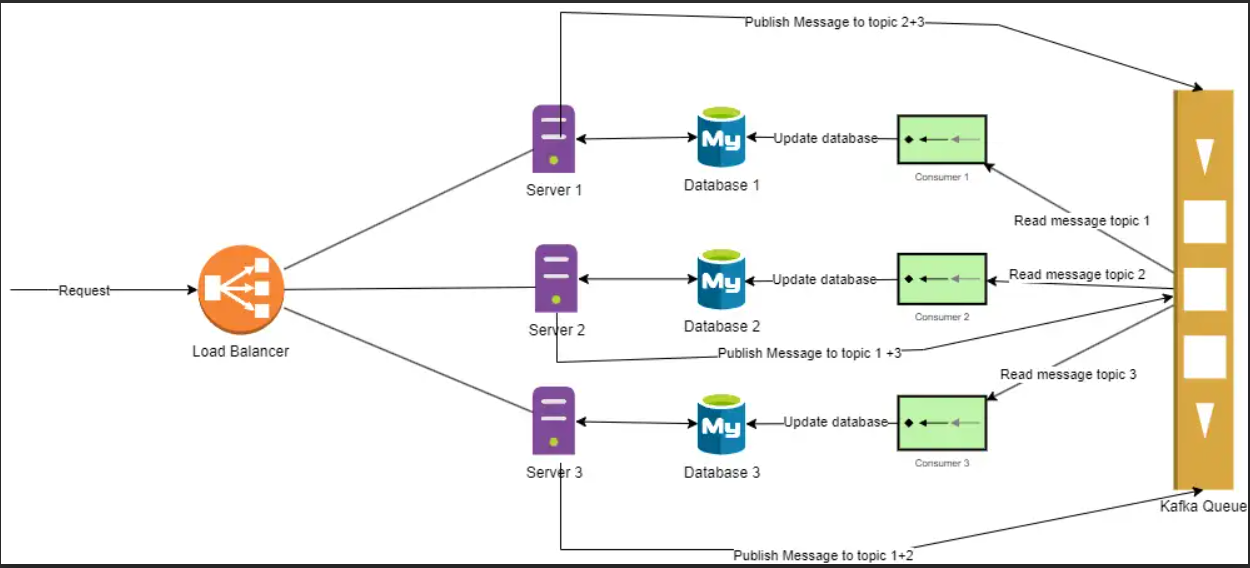 Publish Message to topic 2+3
My
Update database
Server 1
Database 1
Consumer 1
Read message topic 1
Request
Load Balancer
My
Update database
Read message topic 2
Server 2
Database 2
Consumer 2
Publish Message to topic 1 +3
Read message topic 3
My
Update database
Server 3
Database 3
Consumer 3
Kafka Queue
Publish Message to topic 1+2